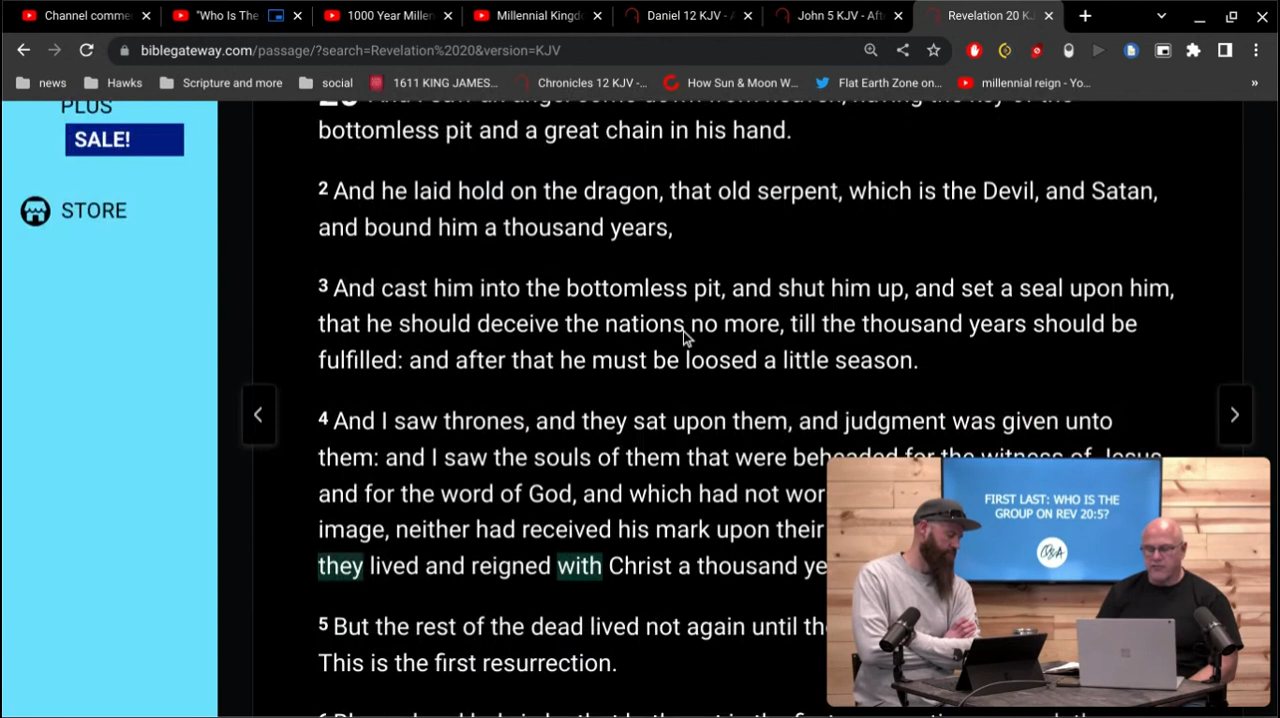 Channel comme
"Who Is The
1000 Year Millen
Millennial Kingd
Daniel 12 KJV - A
John 5 KJV - Aft
Revelation 20 KJ
biblegateway.com/passage/?search=Revelation%2020&version=KJV
news
Hawks
Scripture and more
social
1611 KING JAMES...
Chronicles 12 KJV -...
How Sun & Moon W...
Flat Earth Zone on...
millennial reign - Yo...
»
PLUS
SALE!
STORE
bottomless pit and a great chain in his hand.
2 And he laid hold on the dragon, that old serpent, which is the Devil, and Satan,
and bound him a thousand years,
3 And cast him into the bottomless pit, and shut him up, and set a seal upon him,
that he should deceive the nations no more, till the thousand years should be
fulfilled: and after that he must be loosed a little season.
4 And I saw thrones, and they sat upon them, and judgment was given unto
them: and I saw the souls of them that were beheaded for the witness of Jesus,
and for the word of God, and which had not wor
image, neither had received his mark upon their
they lived and reigned with Christ a thousand ye
5 But the rest of the dead lived not again until th
This is the first resurrection.
FIRST LAST: WHO IS THE
GROUP ON REV 20:5?
Q&A